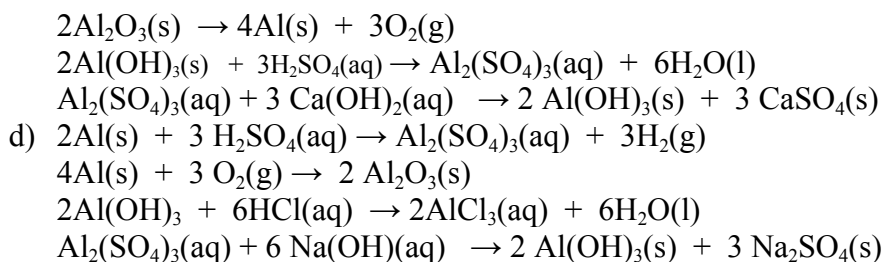 2Al₂O₃(s) → 4Al(s) + 3O₂(g)
2Al(OH)₃(s) + 3H₂SO₄(aq) → Al₂(SO₄)₃(aq) + 6H₂O(l)
Al₂(SO₄)₃(aq) + 3 Ca(OH)₂(aq) → 2 Al(OH)₃(s) + 3 CaSO₄(s)
d) 2Al(s) + 3 H₂SO₄(aq) → Al₂(SO₄)₃(aq) + 3H₂(g)
4Al(s) + 3 O₂(g) → 2 Al₂O₃(s)
2Al(OH)₃ + 6HCl(aq) → 2AlCl₃(aq) + 6H₂O(l)
Al₂(SO₄)₃(aq) + 6 Na(OH)(aq) → 2 Al(OH)₃(s) + 3 Na₂SO₄(s)